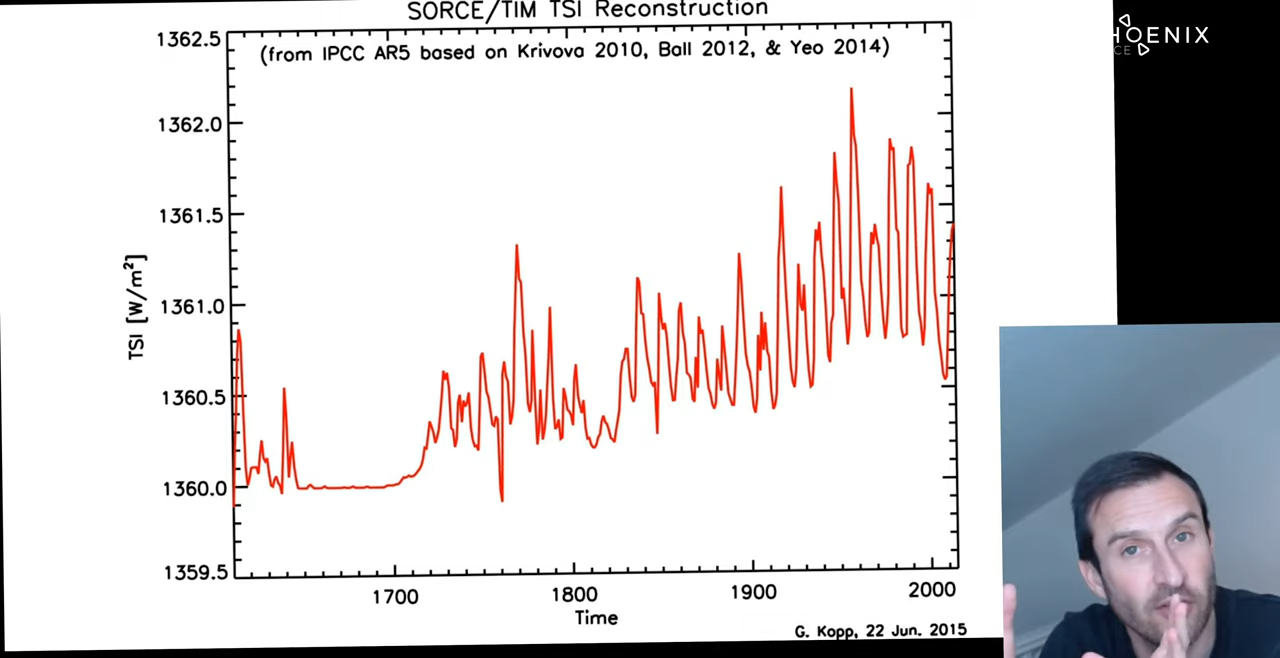 SORCE/TIM TSI Reconstruction
(from IPCC AR5 based on Krivova 2010, Ball 2012, & Yeo 2014)
HOENIX
CE
1362.5
1362.0
1361.5
1361.0
1360.5
1360.0
1359.5
TSI [W/m²]
1700
1800
1900
2000
Time
G. Kopp, 22 Jun. 2015